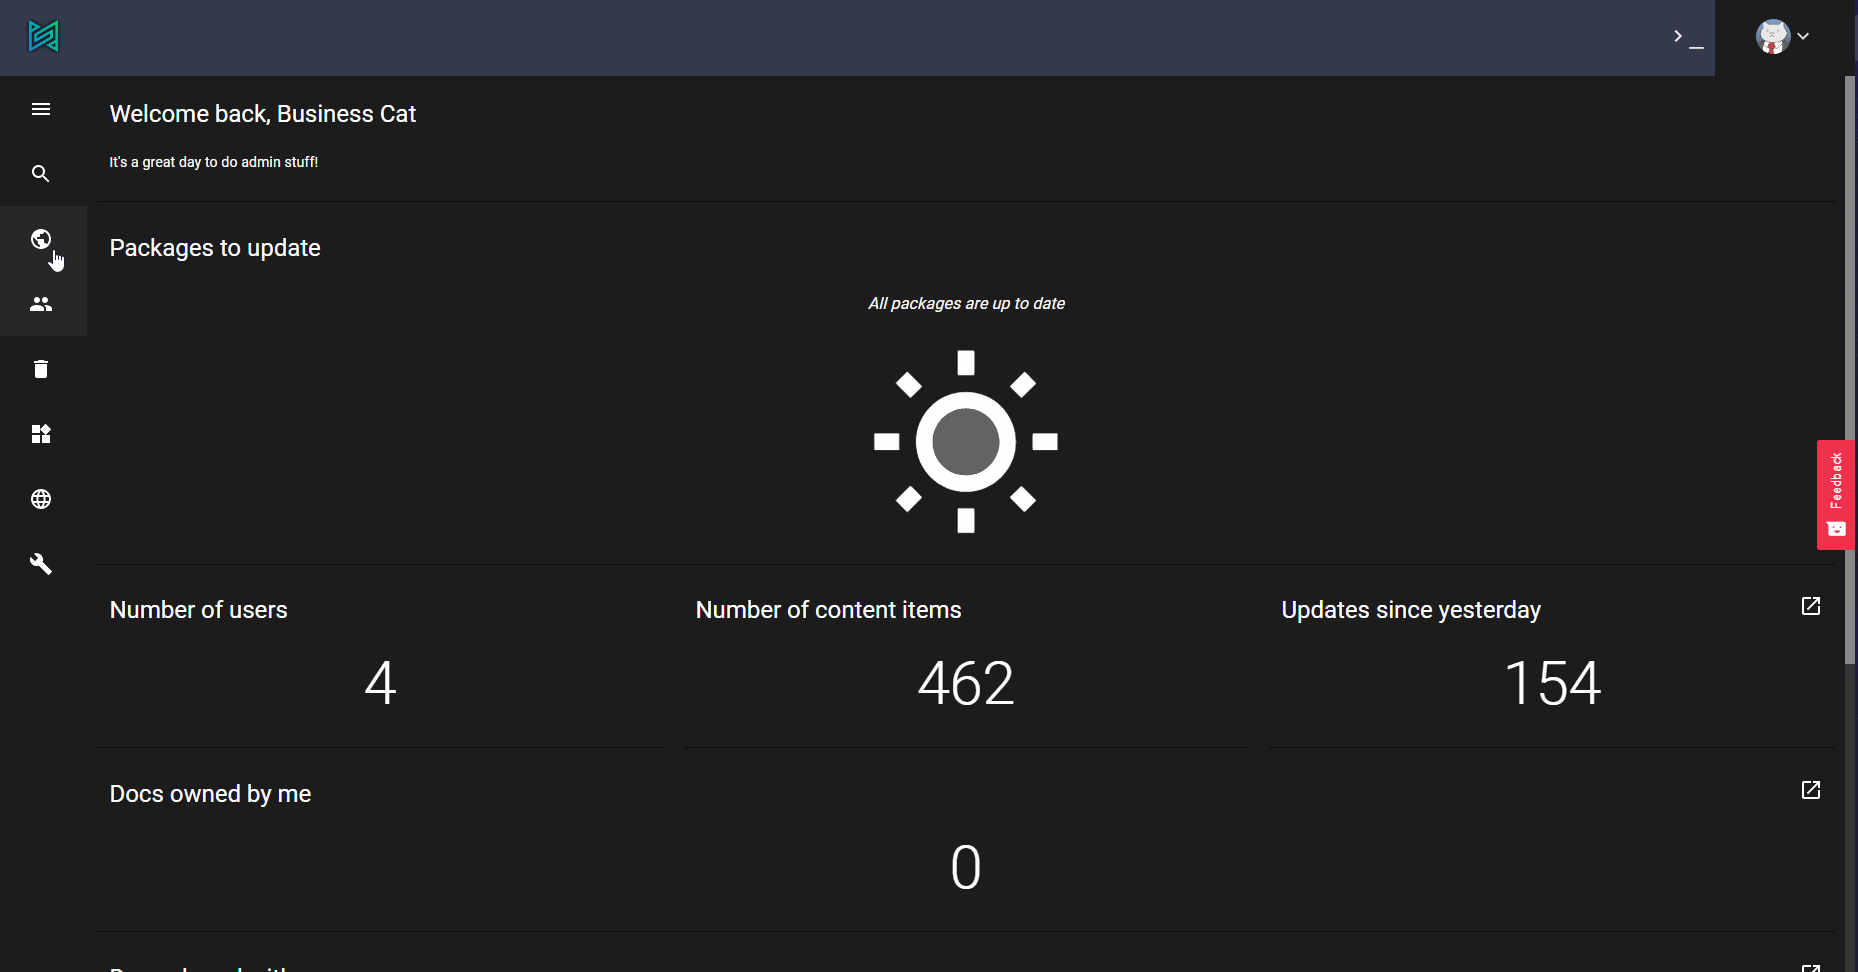 >_
Welcome back, Business Cat
It's a great day to do admin stuff!
Packages to update
All packages are up to date
Feedback
Number of users
Number of content items
Updates since yesterday
4
462
154
Docs owned by me
0